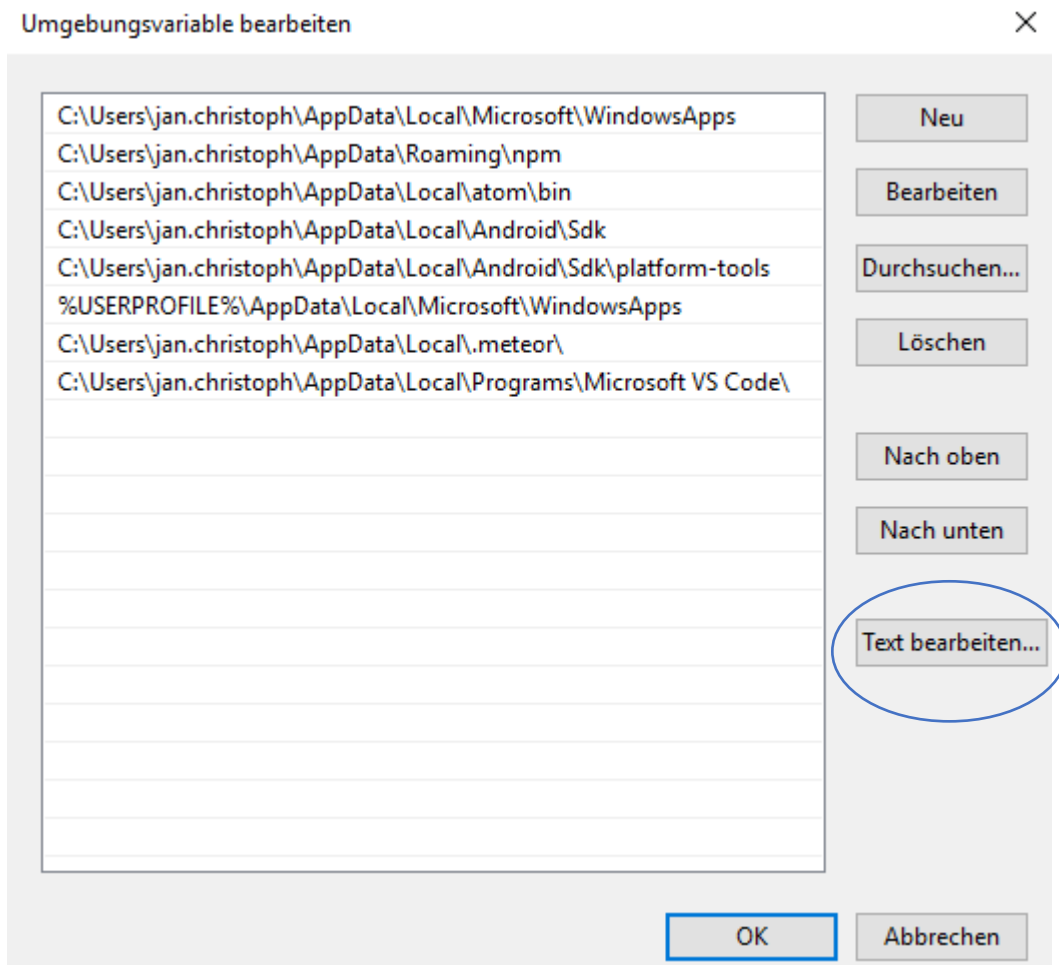 Umgebungsvariable bearbeiten
C:\Users\jan.christoph\AppData\Local\Microsoft\WindowsApps
C:\Users\jan.christoph\AppData\Roaming\npm
C:\Users\jan.christoph\AppData\Local\atom\bin
C:\Users\jan.christoph\AppData\Local\Android\Sdk
C:\Users\jan.christoph\AppData\Local\Android\Sdk\platform-tools
%USERPROFILE%\AppData\Local\Microsoft\WindowsApps
C:\Users\jan.christoph\AppData\Local\.meteor\
C:\Users\jan.christoph\AppData\Local\Programs\Microsoft VS Code\
Neu
Bearbeiten
Durchsuchen...
Löschen
Nach oben
Nach unten
Text bearbeiten...
OK
Abbrechen